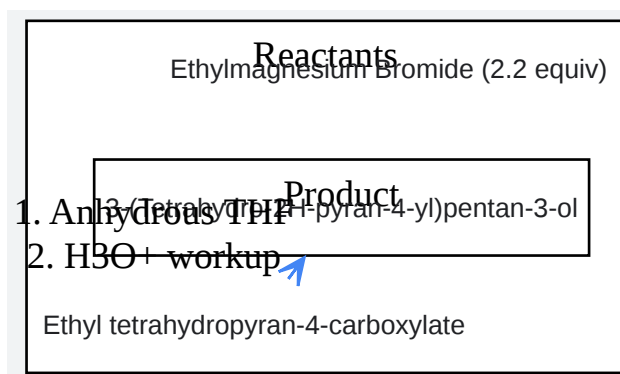 Reactants
Ethylmagnesium Bromide (2.2 equiv)
Product
3-(Tetrahydro-2H-pyran-4-yl)pentan-3-ol
1. Anhydrous THF
2. H3O+ workup
Ethyl tetrahydropyran-4-carboxylate